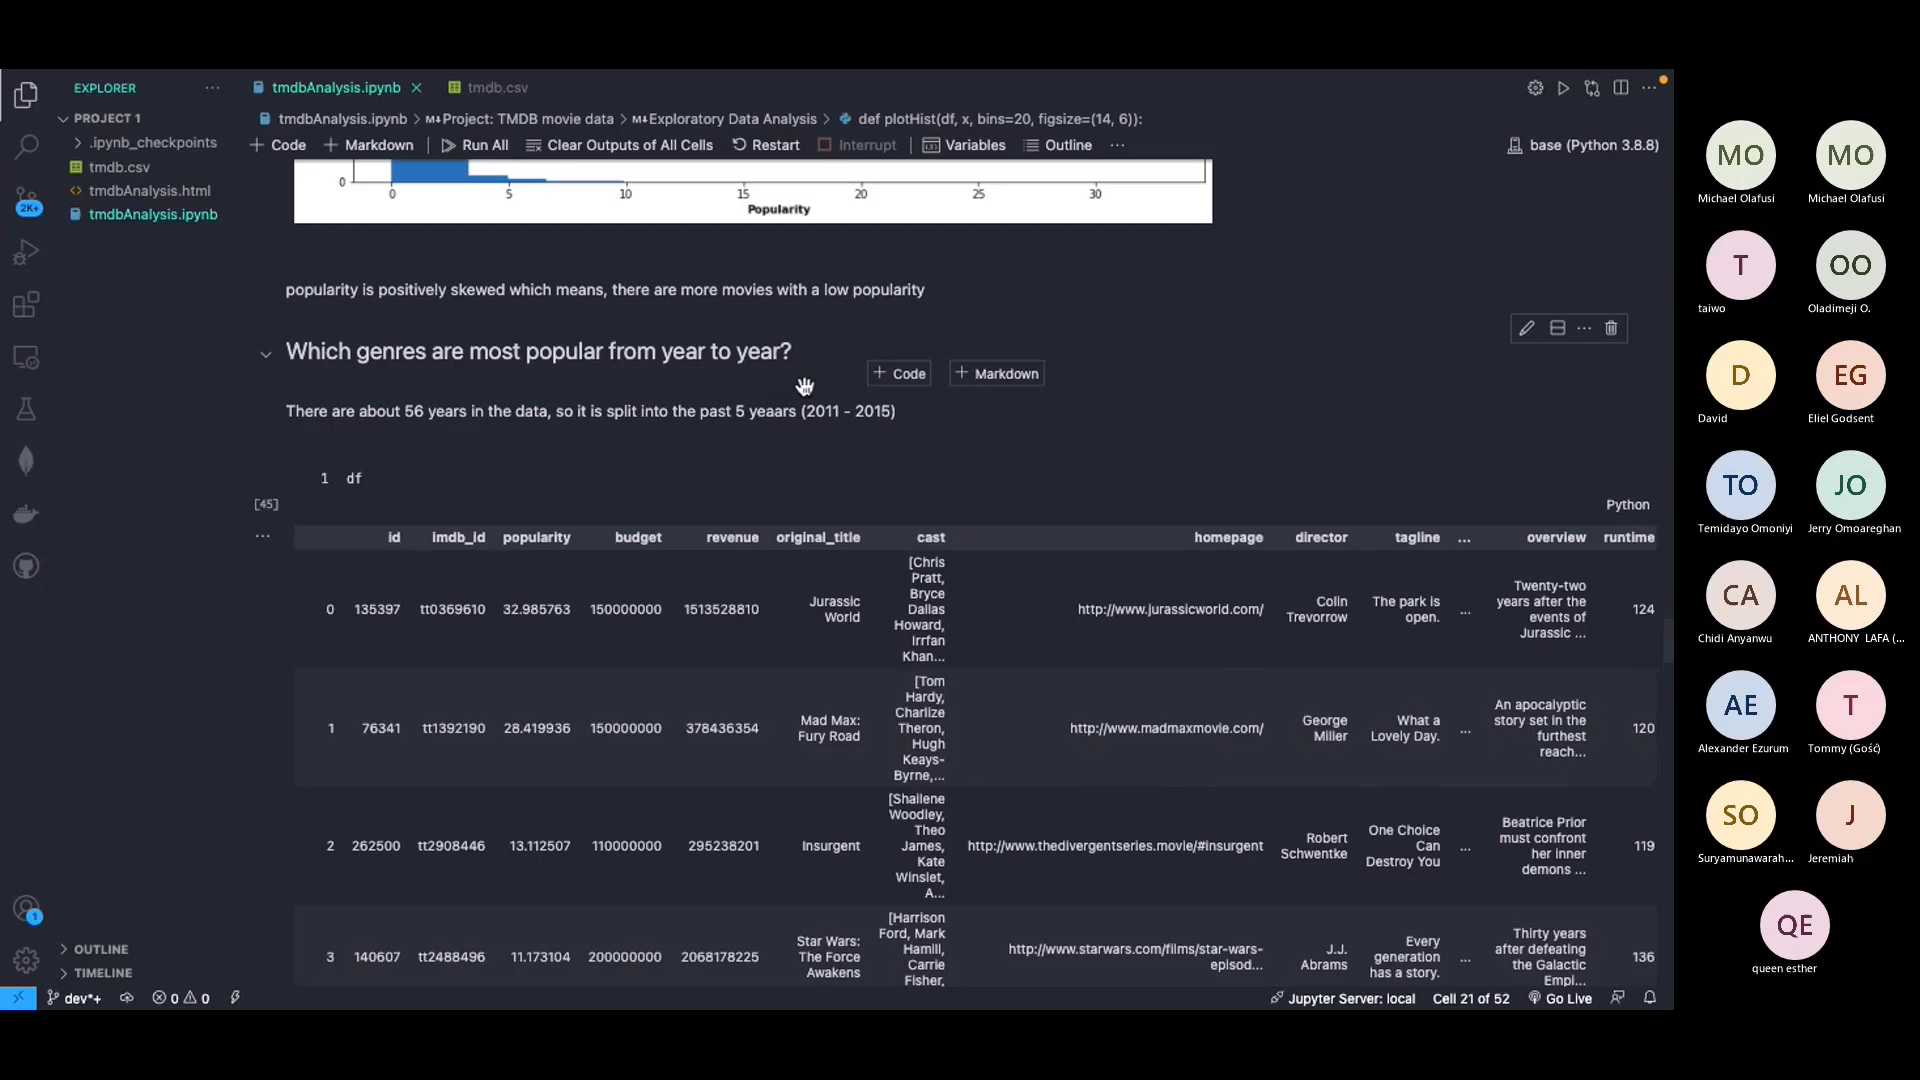 EXPLORER
PROJECT 1
.ipynb_checkpoints
tmdb.csv
tmdbAnalysis.html
tmdbAnalysis.ipynb
2K+
1
OUTLINE
TIMELINE
tmdbAnalysis.ipynb
tmdb.csv
tmdbAnalysis.ipynb > M↓Project: TMDB movie data > M↓Exploratory Data Analysis > def plotHist(df, x, bins=20, figsize=(14, 6)):
+ Code + Markdown Run All Clear Outputs of All Cells Restart Interrupt Variables Outline ... base (Python 3.8.8)
0
0 5 10 15 20 25 30
Popularity
popularity is positively skewed which means, there are more movies with a low popularity
Which genres are most popular from year to year?
+ Code + Markdown
There are about 56 years in the data, so it is split into the past 5 yeaars (2011 - 2015)
1 df
[45]
Python
id imdb_id popularity budget revenue original_title cast homepage director tagline ... overview runtime
0 135397 tt0369610 32.985763 150000000 1513528810 Jurassic World [Chris Pratt, Bryce Dallas Howard, Irrfan Khan... http://www.jurassicworld.com/ Colin Trevorrow The park is open. ... Twenty-two years after the events of Jurassic ... 124
1 76341 tt1392190 28.419936 150000000 378436354 Mad Max: Fury Road [Tom Hardy, Charlize Theron, Hugh Keays-Byrne,... http://www.madmaxmovie.com/ George Miller What a Lovely Day. ... An apocalyptic story set in the furthest reach... 120
2 262500 tt2908446 13.112507 110000000 295238201 Insurgent [Shailene Woodley, Theo James, Kate Winslet, A... http://www.thedivergentseries.movie/#insurgent Robert Schwentke One Choice Can Destroy You ... Beatrice Prior must confront her inner demons ... 119
3 140607 tt2488496 11.173104 200000000 2068178225 Star Wars: The Force Awakens [Harrison Ford, Mark Hamill, Carrie Fisher, http://www.starwars.com/films/star-wars-episod... J.J. Abrams Every generation has a story. ... Thirty years after defeating the Galactic Empi... 136
dev*+ 0 0
Jupyter Server: local Cell 21 of 52 Go Live
MO
Michael Olafusi
MO
Michael Olafusi
T
taiwo
OO
Oladimeji O.
D
David
EG
Eliel Godsent
TO
Temidayo Omoniyi
JO
Jerry Omoareghan
CA
Chidi Anyanwu
AL
ANTHONY LAFA (...
AE
Alexander Ezurum
T
Tommy (Gość)
SO
Suryamunawarah...
J
Jeremiah
QE
queen esther